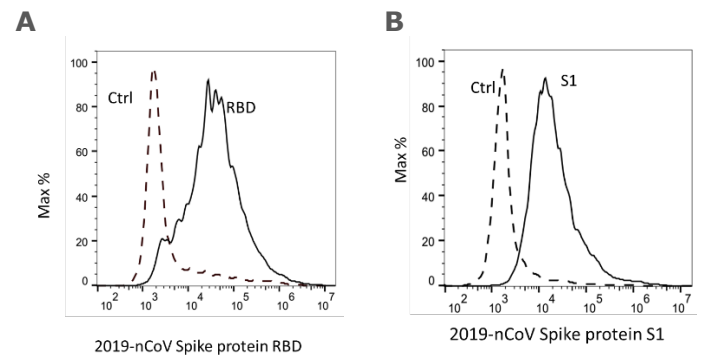 A
Max %
100
80
60
40
20
0
Ctrl
RBD
10^2 10^3 10^4 10^5 10^6 10^7
2019-nCoV Spike protein RBD
B
Max %
100
80
60
40
20
0
Ctrl
S1
10^2 10^3 10^4 10^5 10^6 10^7
2019-nCoV Spike protein S1